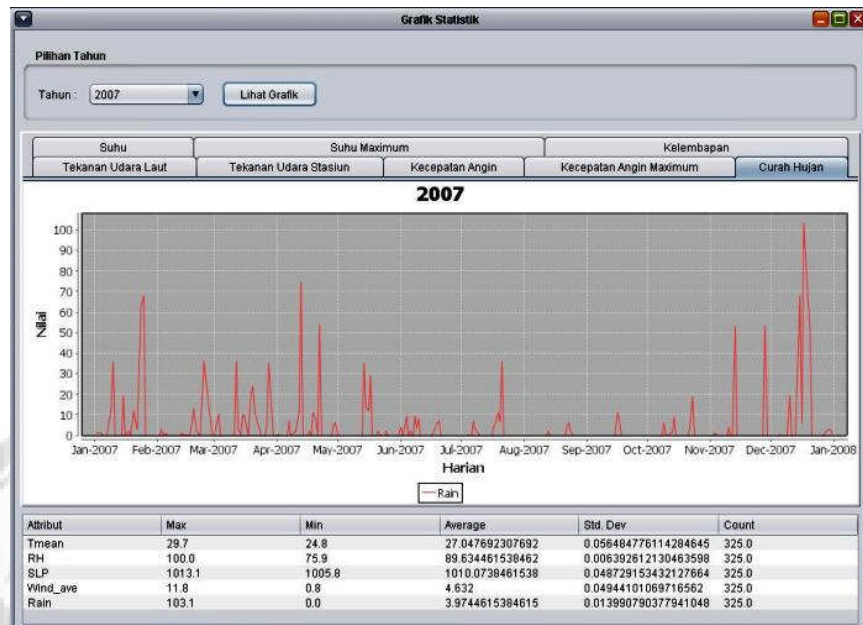 Grafik Statistik
Pilihan Tahun
Tahun : 2007 Lihat Grafik
Suhu Suhu Maximum Kelembapan
Tekanan Udara Laut Tekanan Udara Stasiun Kecepatan Angin Kecepatan Angin Maximum Curah Hujan
2007
100
90
80
70
60
50
40
30
20
10
0
Nilai
Jan-2007 Feb-2007 Mar-2007 Apr-2007 May-2007 Jun-2007 Jul-2007 Aug-2007 Sep-2007 Oct-2007 Nov-2007 Dec-2007 Jan-2008
Harian
Rain
Attribut Max Min Average Std. Dev Count
Tmean 29.7 24.8 27.047692307692 0.056484776114284645 325.0
RH 100.0 75.9 89.634461538462 0.006392612130463598 325.0
SLP 1013.1 1005.8 1010.0738461538 0.048729153432127664 325.0
Wind_ave 11.8 0.8 4.632 0.04944101069716562 325.0
Rain 103.1 0.0 3.9744615384615 0.013990790377941048 325.0